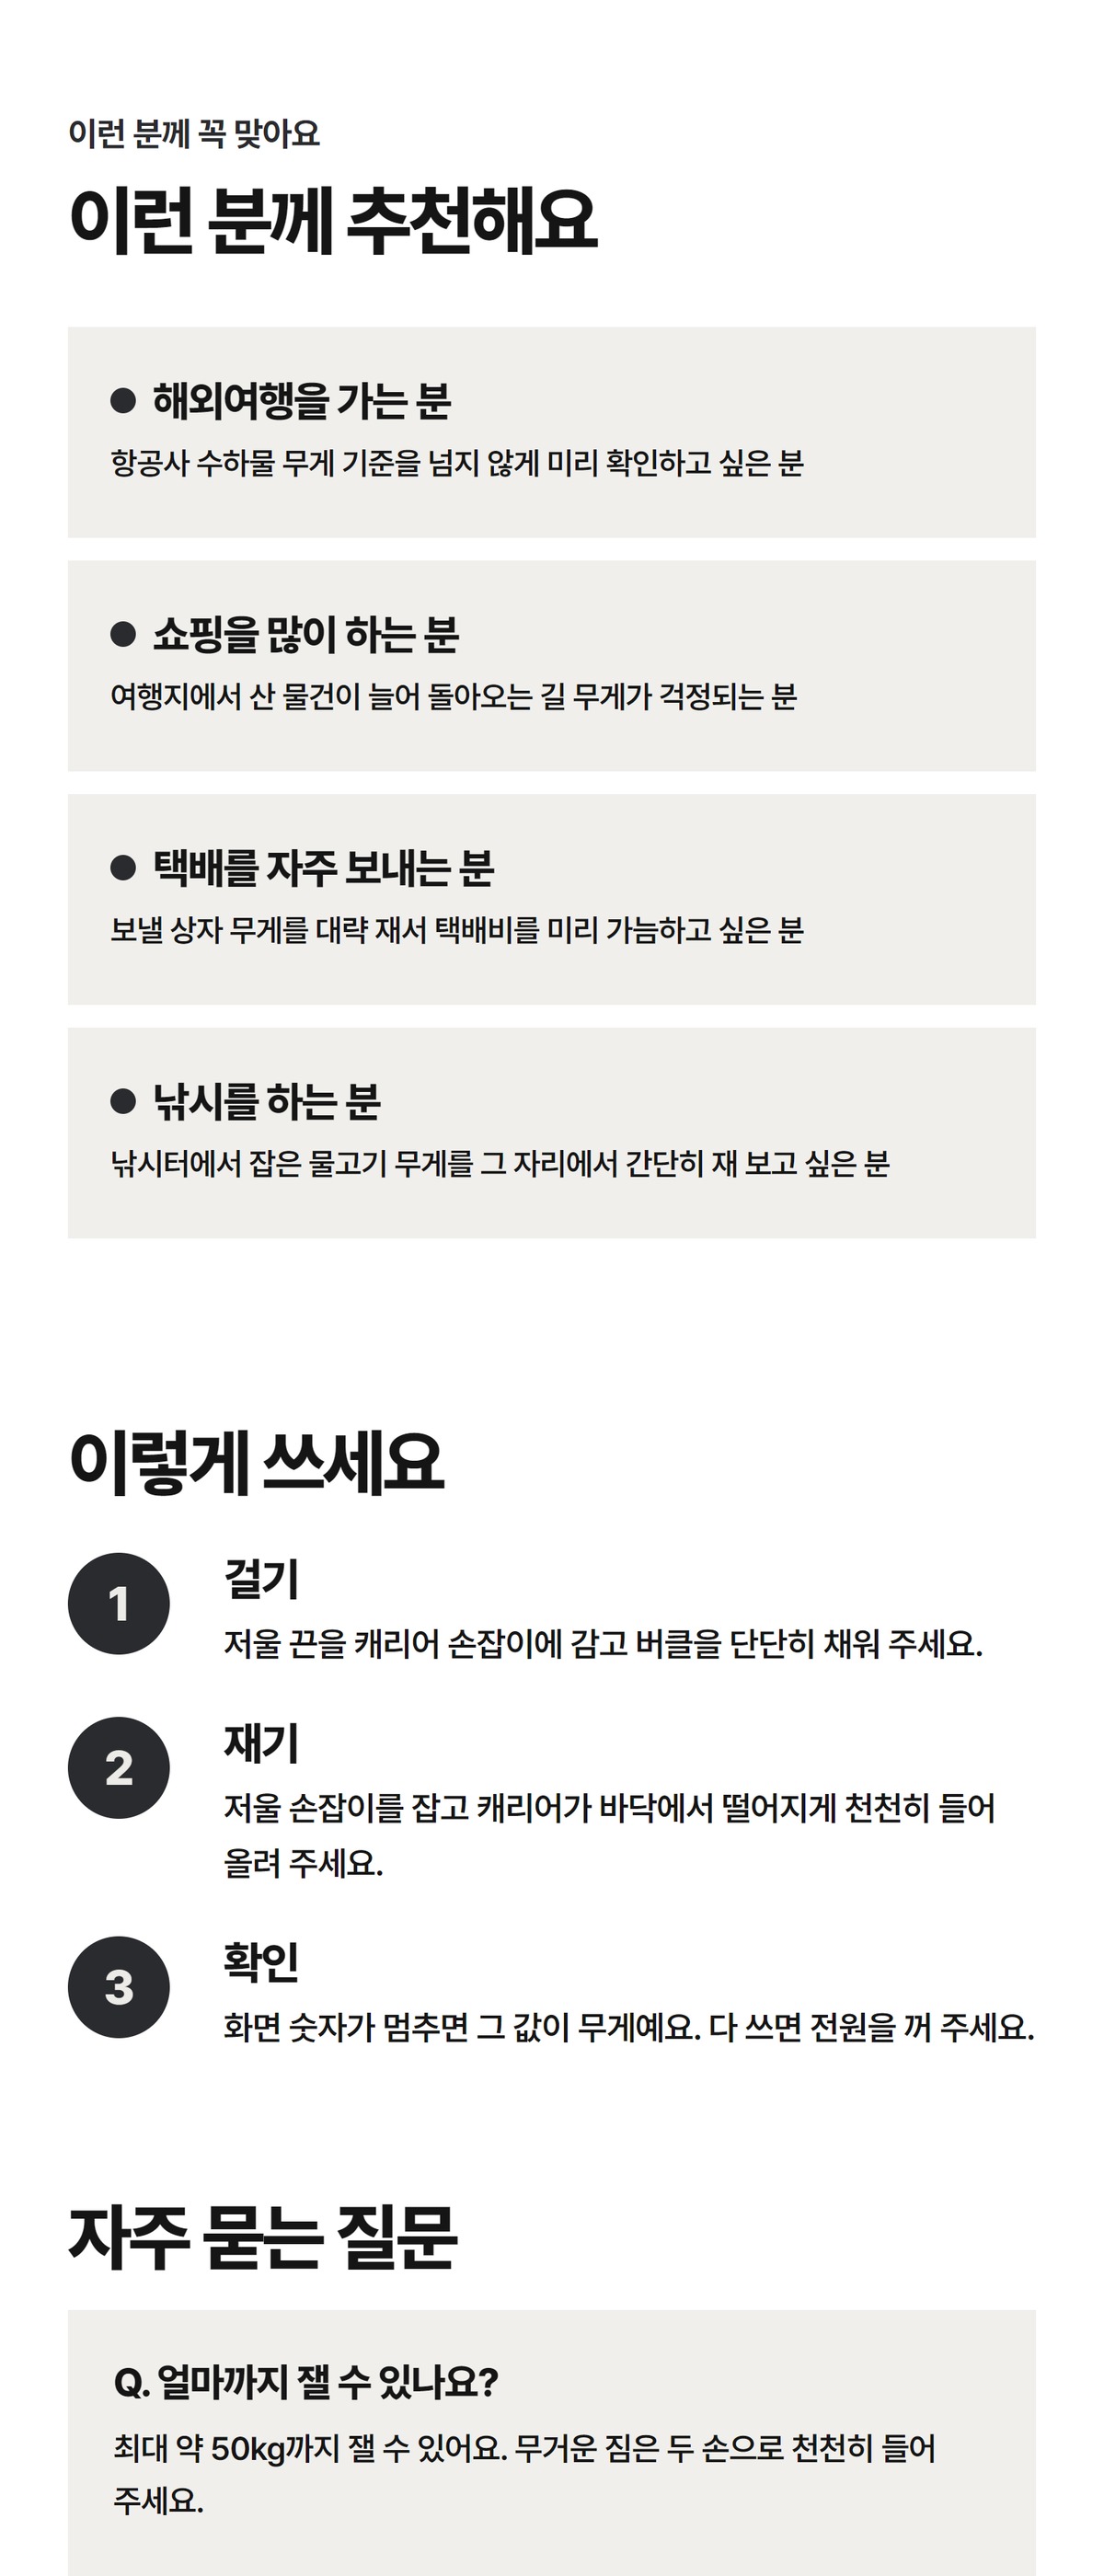 이런 분께 꼭 맞아요
이런 분께 추천해요
해외여행을 가는 분
항공사 수하물 무게 기준을 넘지 않게 미리 확인하고 싶은 분
쇼핑을 많이 하는 분
여행지에서 산 물건이 늘어 돌아오는 길 무게가 걱정되는 분
택배를 자주 보내는 분
보낼 상자 무게를 대략 재서 택배비를 미리 가늠하고 싶은 분
낚시를 하는 분
낚시터에서 잡은 물고기 무게를 그 자리에서 간단히 재 보고 싶은 분
이렇게 쓰세요
1
걸기
저울 끈을 캐리어 손잡이에 감고 버클을 단단히 채워 주세요.
2
재기
저울 손잡이를 잡고 캐리어가 바닥에서 떨어지게 천천히 들어
올려 주세요.
3
확인
화면 숫자가 멈추면 그 값이 무게예요. 다 쓰면 전원을 꺼 주세요.
자주 묻는 질문
Q. 얼마까지 잴 수 있나요?
최대 약 50kg까지 잴 수 있어요. 무거운 짐은 두 손으로 천천히 들어
주세요.